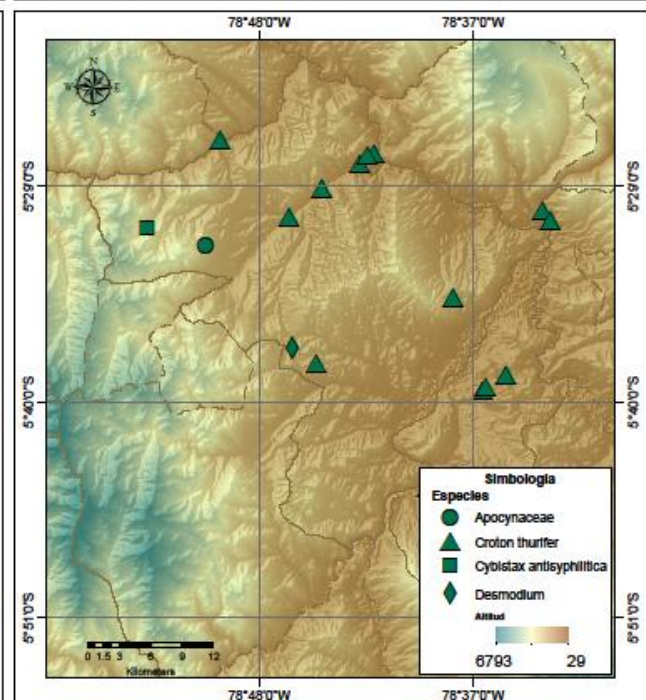 78°48'0"W 78°37'0"W
N
W E
S
5°29'0"S 5°29'0"S
5°40'0"S 5°40'0"S
Simbología
Especies
Apocynaceae
Croton thurifer
Cybistax antisyphilitica
Desmodium
Altitud
6793 29
5°51'0"S 5°51'0"S
0 1.5 3 6 9 12
Kilometers
78°48'0"W 78°37'0"W